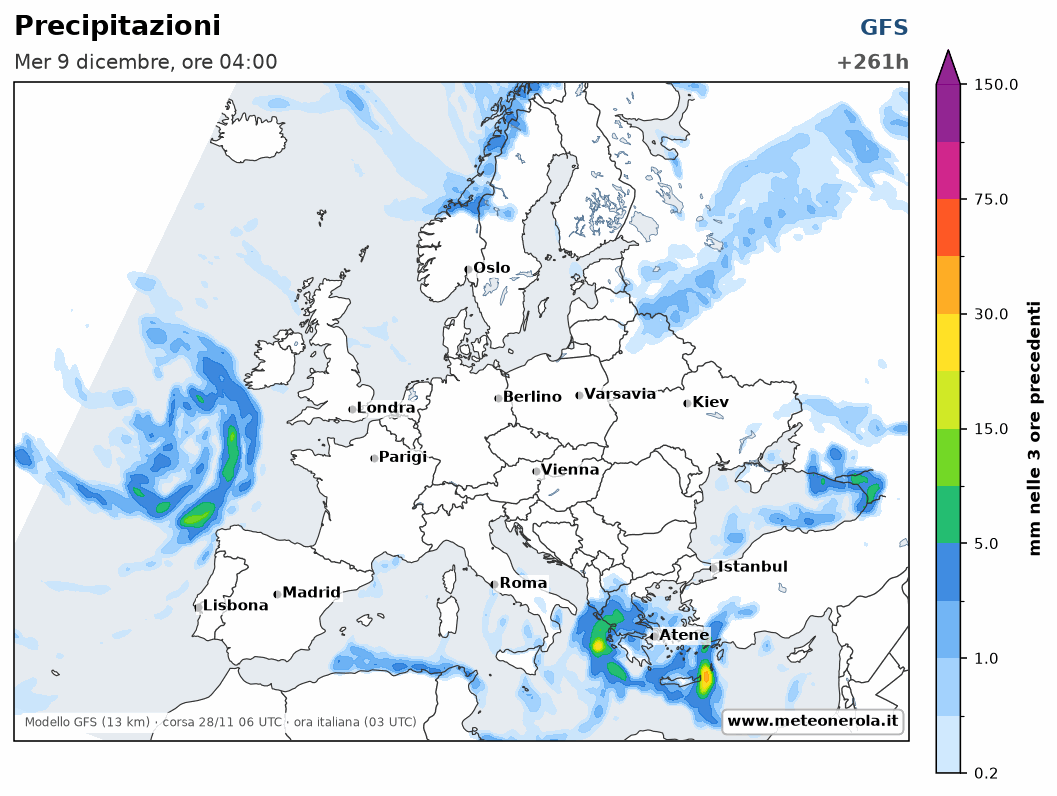 Precipitazioni
GFS
Mer 9 dicembre, ore 04:00
+261h
150.0
75.0
30.0
15.0
5.0
1.0
0.2
mm nelle 3 ore precedenti
Oslo
Berlino
Varsavia
Kiev
Londra
Parigi
Vienna
Istanbul
Roma
Madrid
Lisbona
Atene
Modello GFS (13 km) · corsa 28/11 06 UTC · ora italiana (03 UTC)
www.meteonerola.it